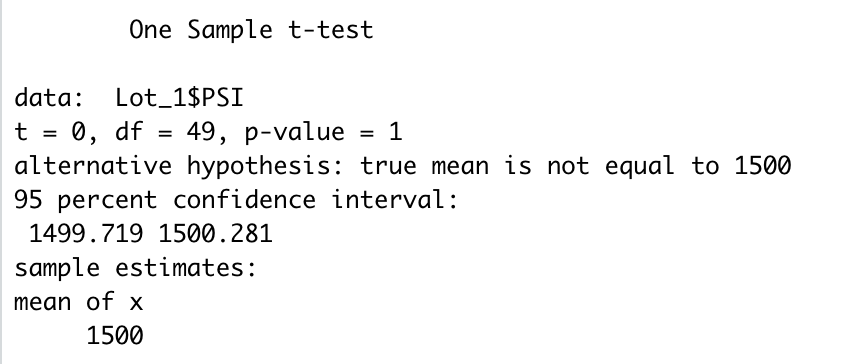 One Sample t-test
data:  Lot_1$PSI
t = 0, df = 49, p-value = 1
alternative hypothesis: true mean is not equal to 1500
95 percent confidence interval:
1499.719 1500.281
sample estimates:
mean of x
1500